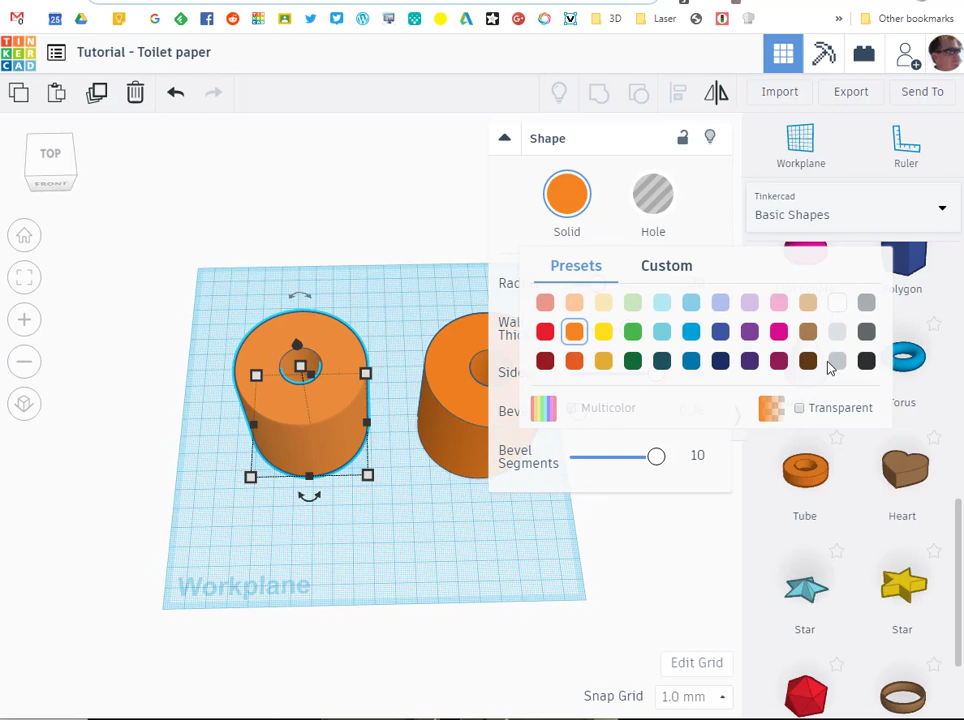 3D
Laser
»
Other bookmarks
TIN
KER
CAD
Tutorial - Toilet paper
Import
Export
Send To
TOP
FRONT
Shape
Workplane
Ruler
Solid
Hole
Tinkercad
Basic Shapes
Presets
Custom
Multicolor
Transparent
Bevel
Segments
10
Tube
Heart
Star
Star
Workplane
Edit Grid
Snap Grid
1.0 mm